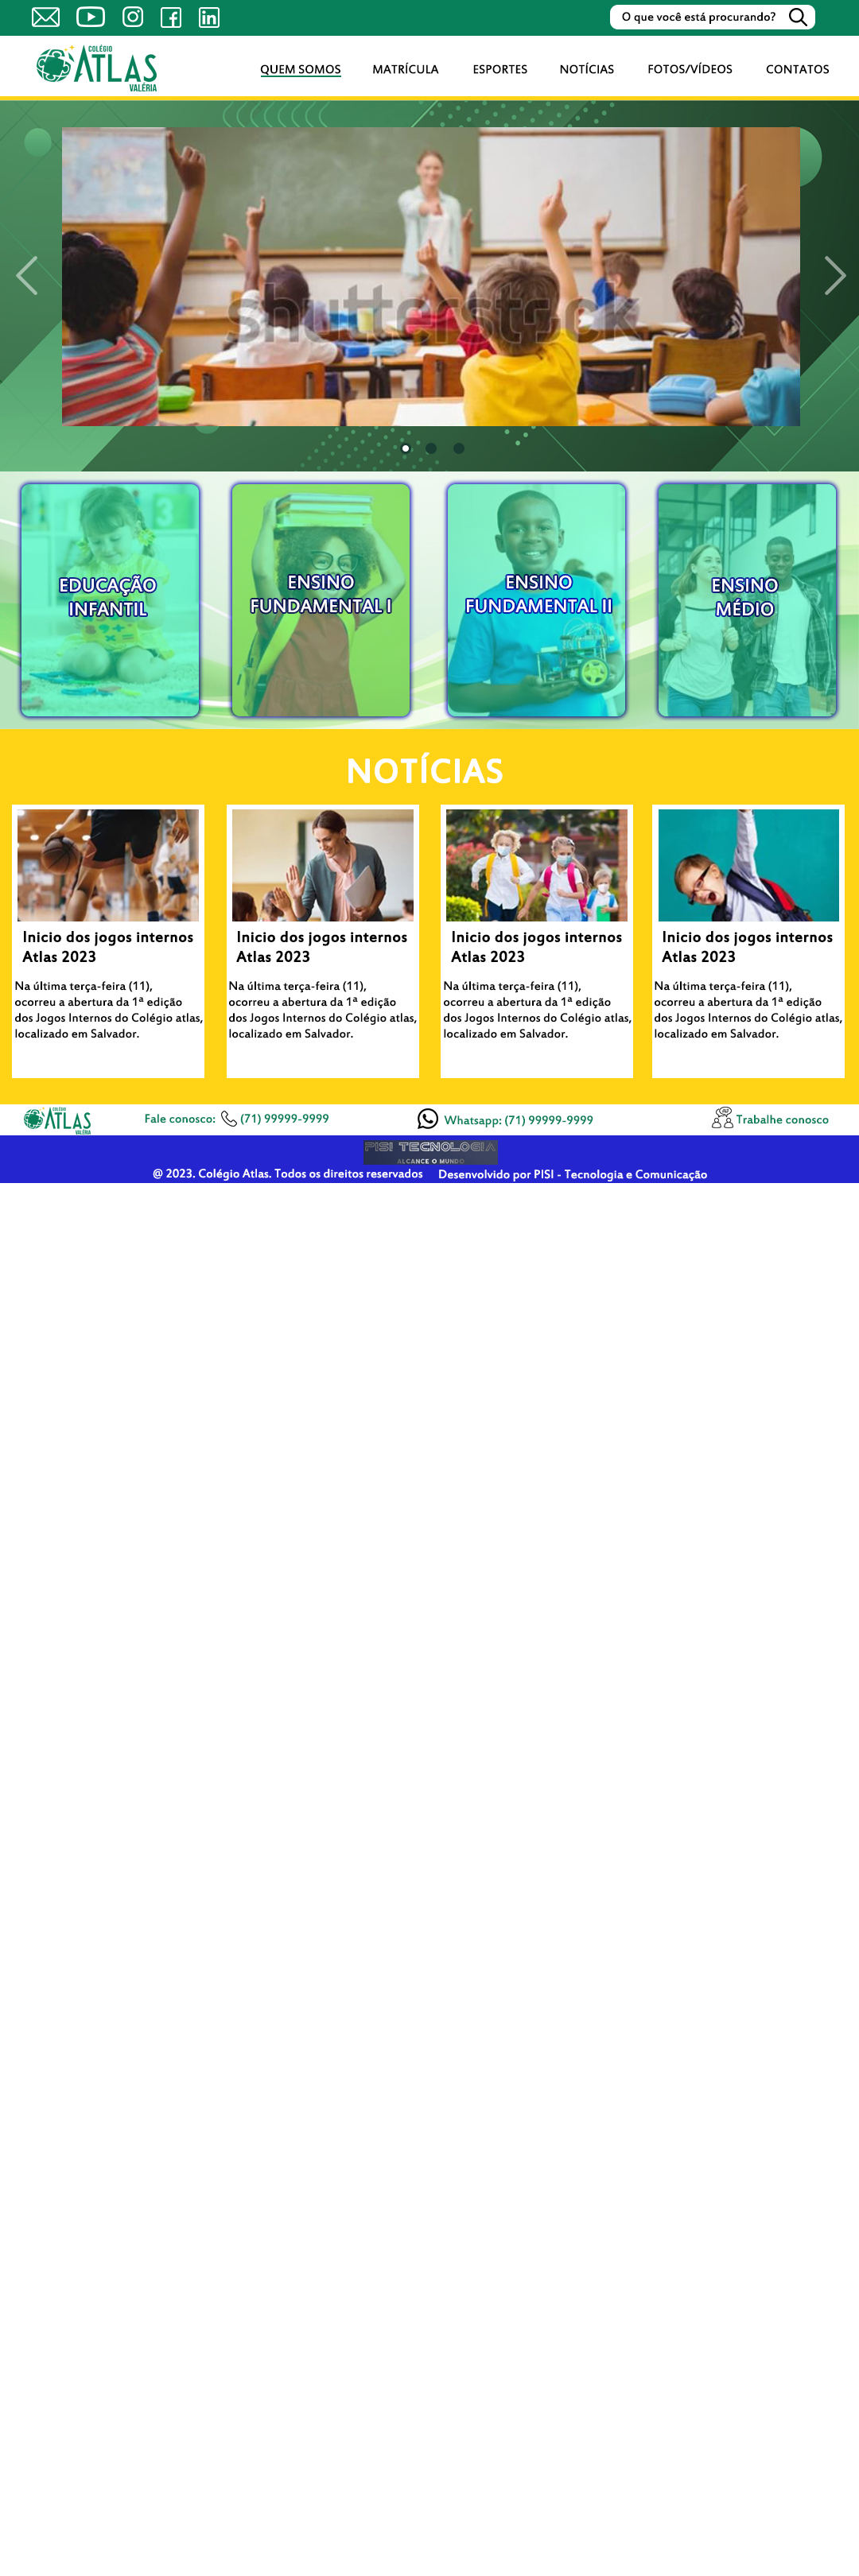 O que você está procurando?
COLÉGIO
ATLAS
VALÉRIA
QUEM SOMOS
MATRÍCULA
ESPORTES
NOTÍCIAS
FOTOS/VÍDEOS
CONTATOS
shutterstock
EDUCAÇÃO
INFANTIL
ENSINO
FUNDAMENTAL I
ENSINO
FUNDAMENTAL II
ENSINO
MÉDIO
NOTÍCIAS
Inicio dos jogos internos
Atlas 2023
Na última terça-feira (11),
ocorreu a abertura da 1ª edição
dos Jogos Internos do Colégio atlas,
localizado em Salvador.
Inicio dos jogos internos
Atlas 2023
Na última terça-feira (11),
ocorreu a abertura da 1ª edição
dos Jogos Internos do Colégio atlas,
localizado em Salvador.
Inicio dos jogos internos
Atlas 2023
Na última terça-feira (11),
ocorreu a abertura da 1ª edição
dos Jogos Internos do Colégio atlas,
localizado em Salvador.
Inicio dos jogos internos
Atlas 2023
Na última terça-feira (11),
ocorreu a abertura da 1ª edição
dos Jogos Internos do Colégio atlas,
localizado em Salvador.
COLÉGIO
ATLAS
VALÉRIA
Fale conosco: (71) 99999-9999
Whatsapp: (71) 99999-9999
Trabalhe conosco
PISI TECNOLOGIA
ALCANCE O MUNDO
@ 2023. Colégio Atlas. Todos os direitos reservados
Desenvolvido por PISI - Tecnologia e Comunicação